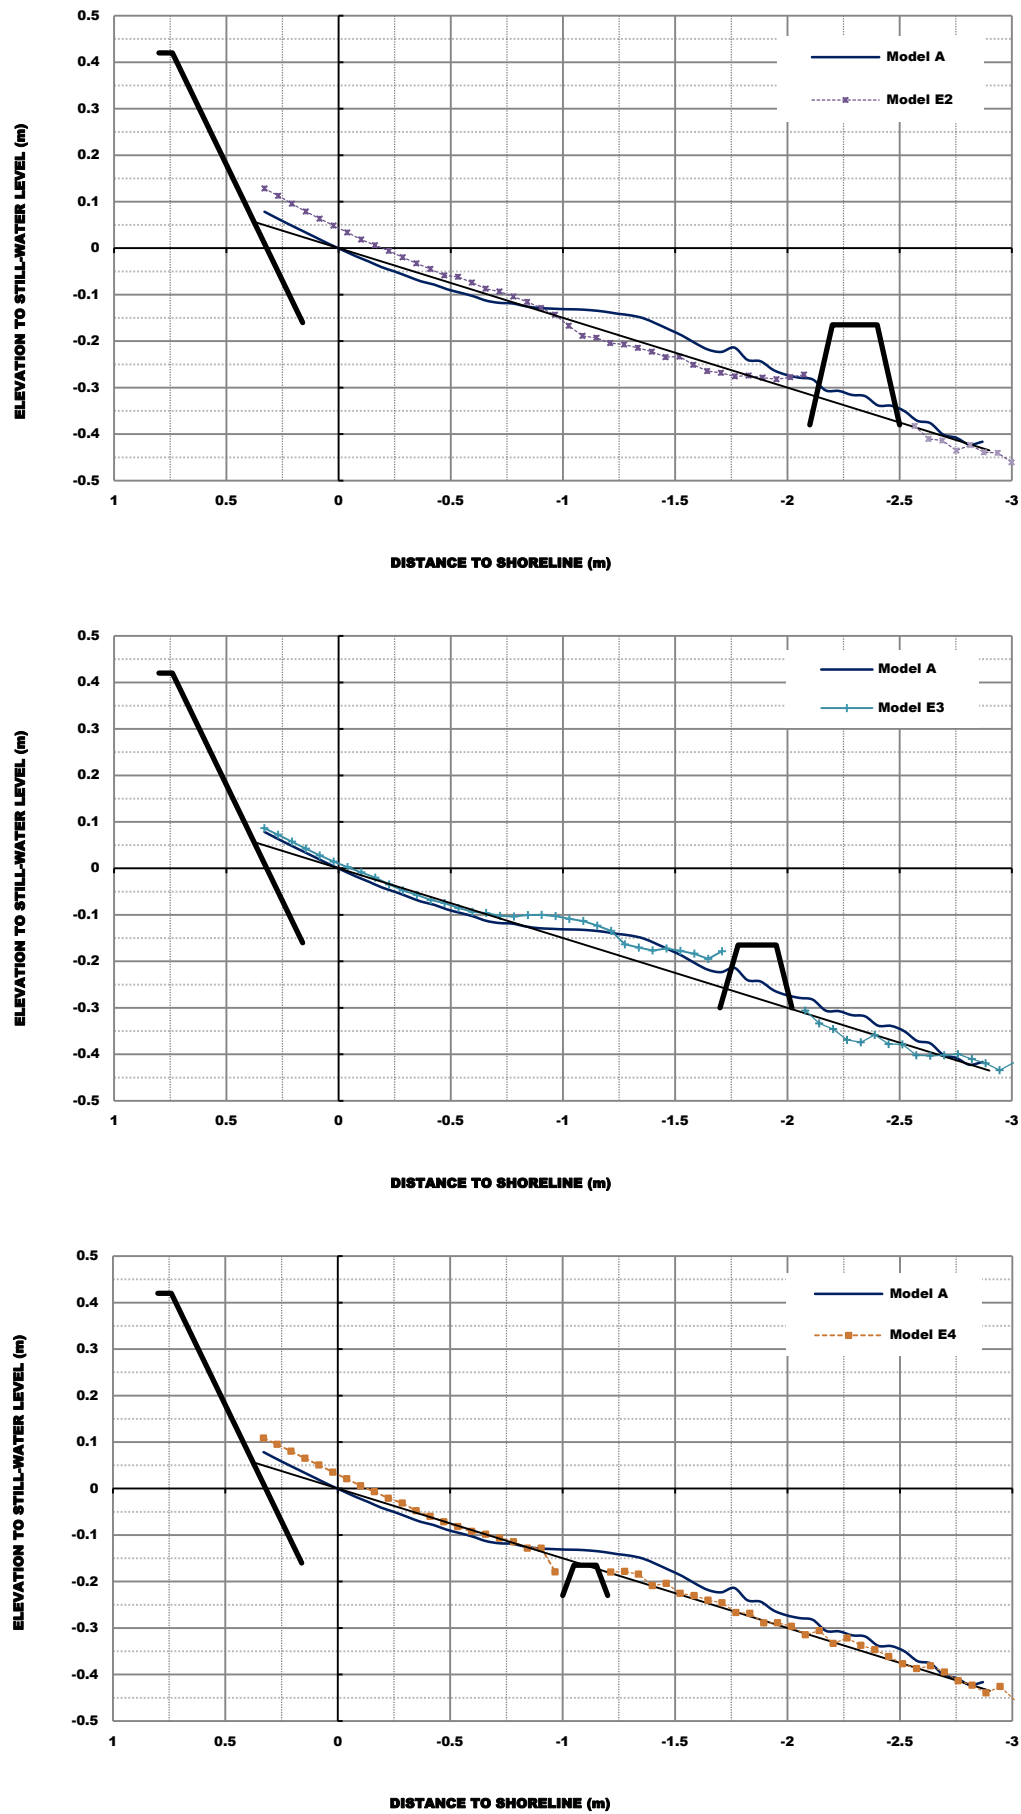 0.5
0.4
0.3
0.2
0.1
0
-0.1
-0.2
-0.3
-0.4
-0.5
ELEVATION TO STILL-WATER LEVEL (m)
Model A
Model E2
1 0.5 0 -0.5 -1 -1.5 -2 -2.5 -3
DISTANCE TO SHORELINE (m)
0.5
0.4
0.3
0.2
0.1
0
-0.1
-0.2
-0.3
-0.4
-0.5
ELEVATION TO STILL-WATER LEVEL (m)
Model A
Model E3
1 0.5 0 -0.5 -1 -1.5 -2 -2.5 -3
DISTANCE TO SHORELINE (m)
0.5
0.4
0.3
0.2
0.1
0
-0.1
-0.2
-0.3
-0.4
-0.5
ELEVATION TO STILL-WATER LEVEL (m)
Model A
Model E4
1 0.5 0 -0.5 -1 -1.5 -2 -2.5 -3
DISTANCE TO SHORELINE (m)